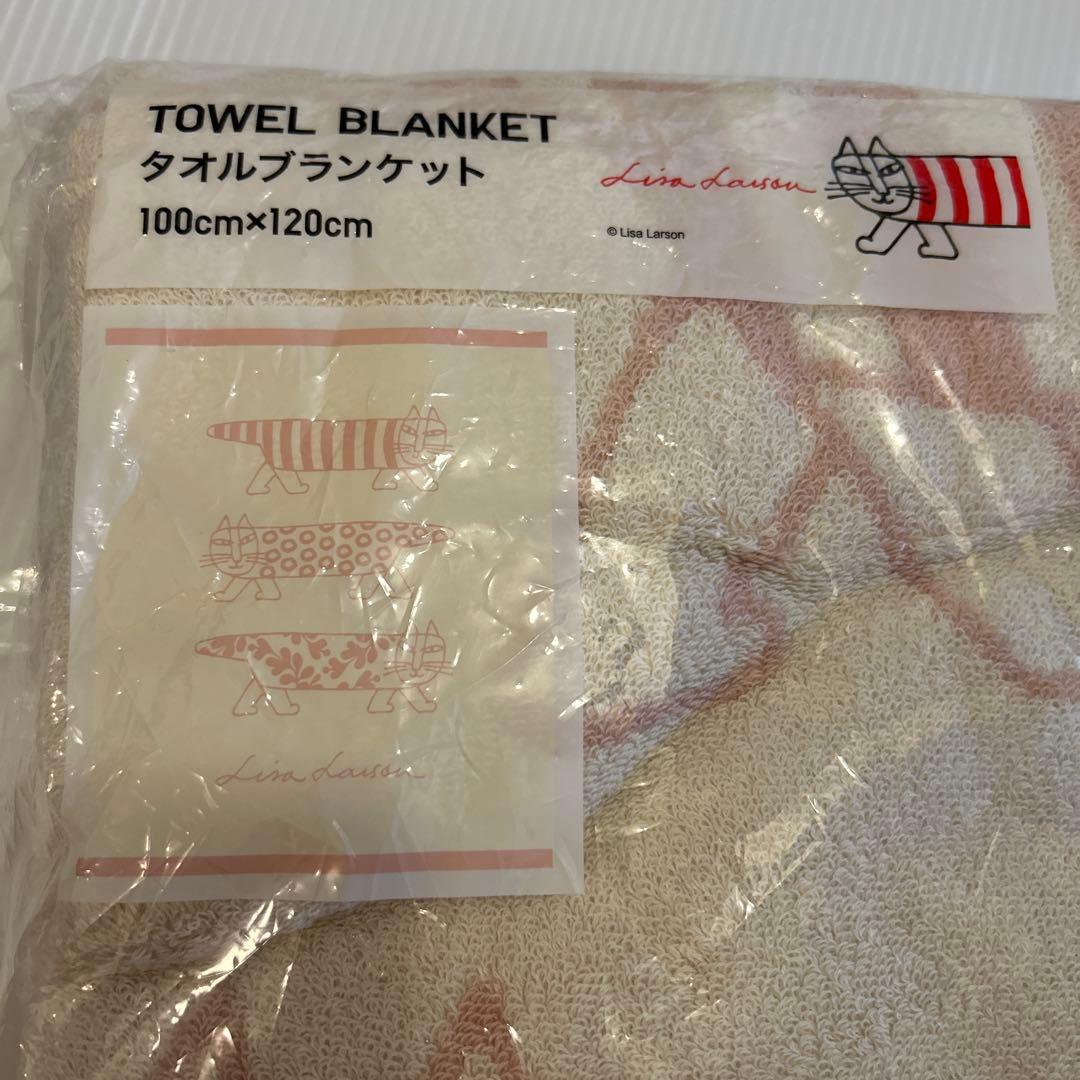 TOWEL BLANKET
タオルブランケット
100cm×120cm
Lisa Larson
© Lisa Larson
Lisa Larson